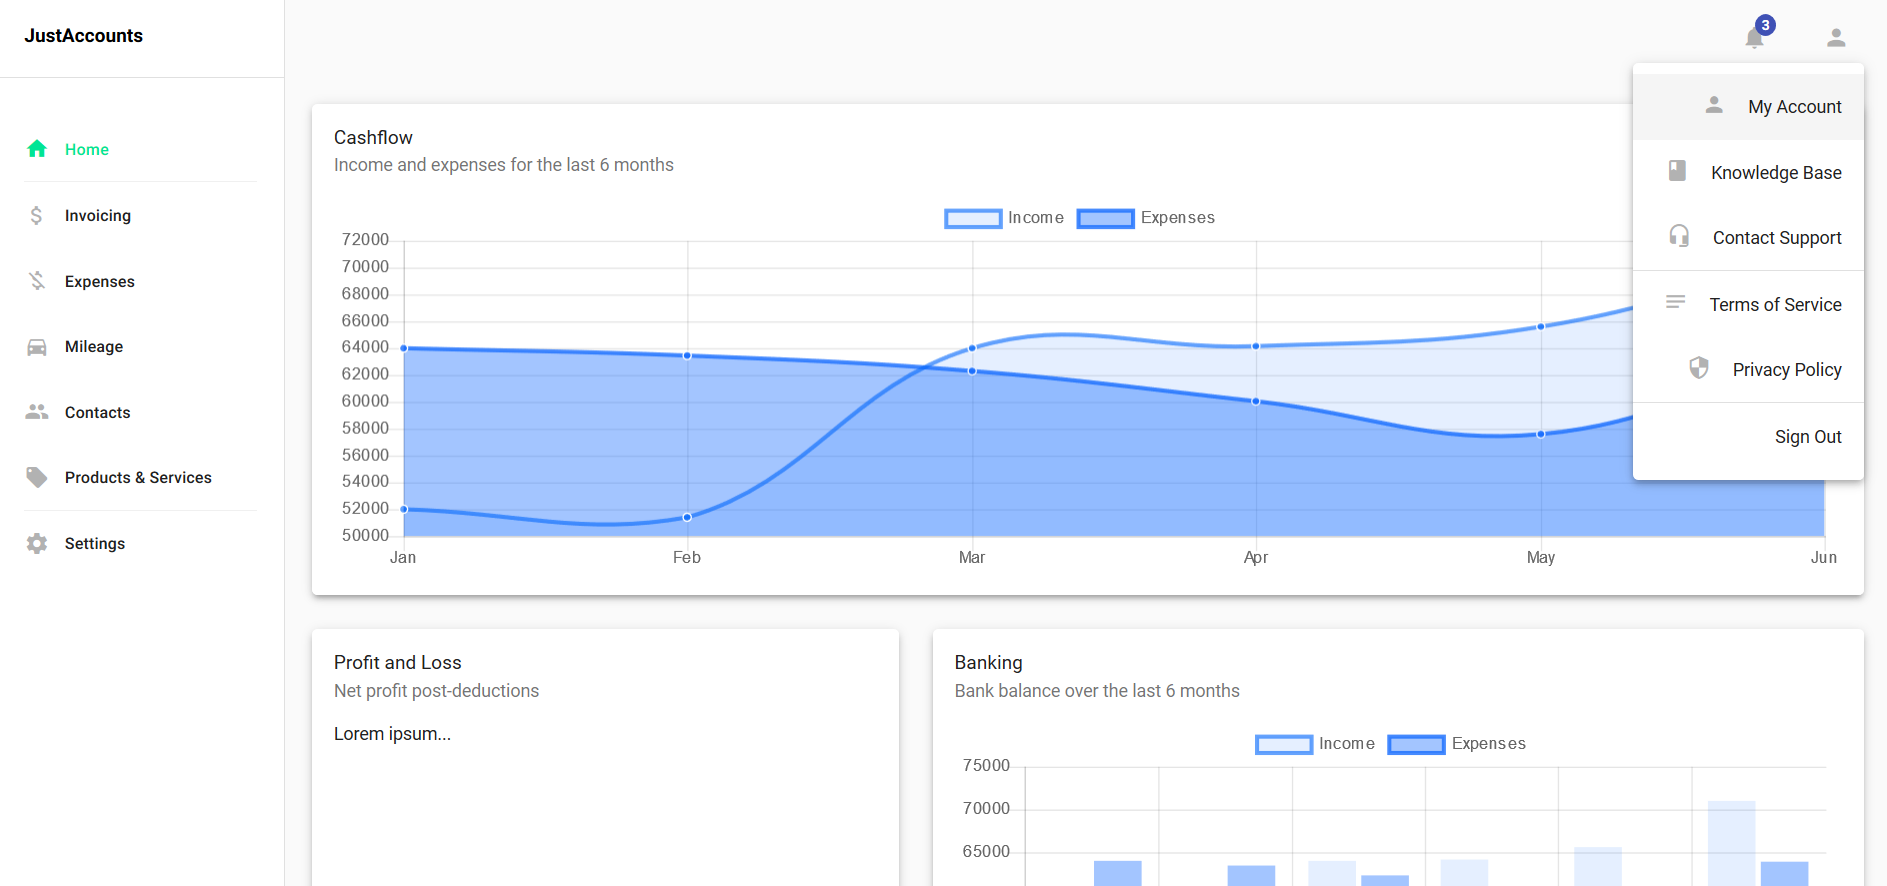 JustAccounts
3
Home
Invoicing
Expenses
Mileage
Contacts
Products & Services
Settings
My Account
Knowledge Base
Contact Support
Terms of Service
Privacy Policy
Sign Out
Cashflow
Income and expenses for the last 6 months
Income Expenses
72000
70000
68000
66000
64000
62000
60000
58000
56000
54000
52000
50000
Jan Feb Mar Apr May Jun
Profit and Loss
Net profit post-deductions
Lorem ipsum...
Banking
Bank balance over the last 6 months
Income Expenses
75000
70000
65000